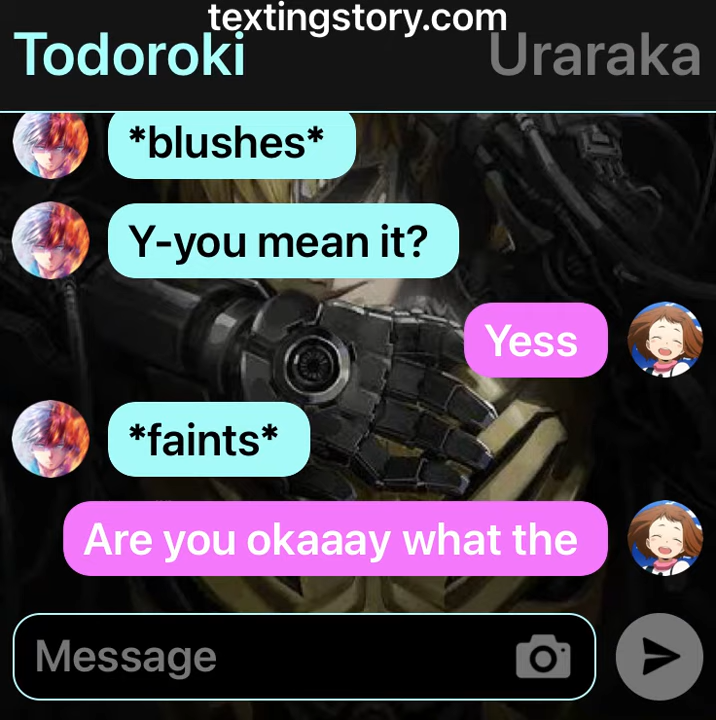 textingstory.com
Todoroki
Uraraka
*blushes*
Y-you mean it?
Yess
*faints*
Are you okaaay what the
Message